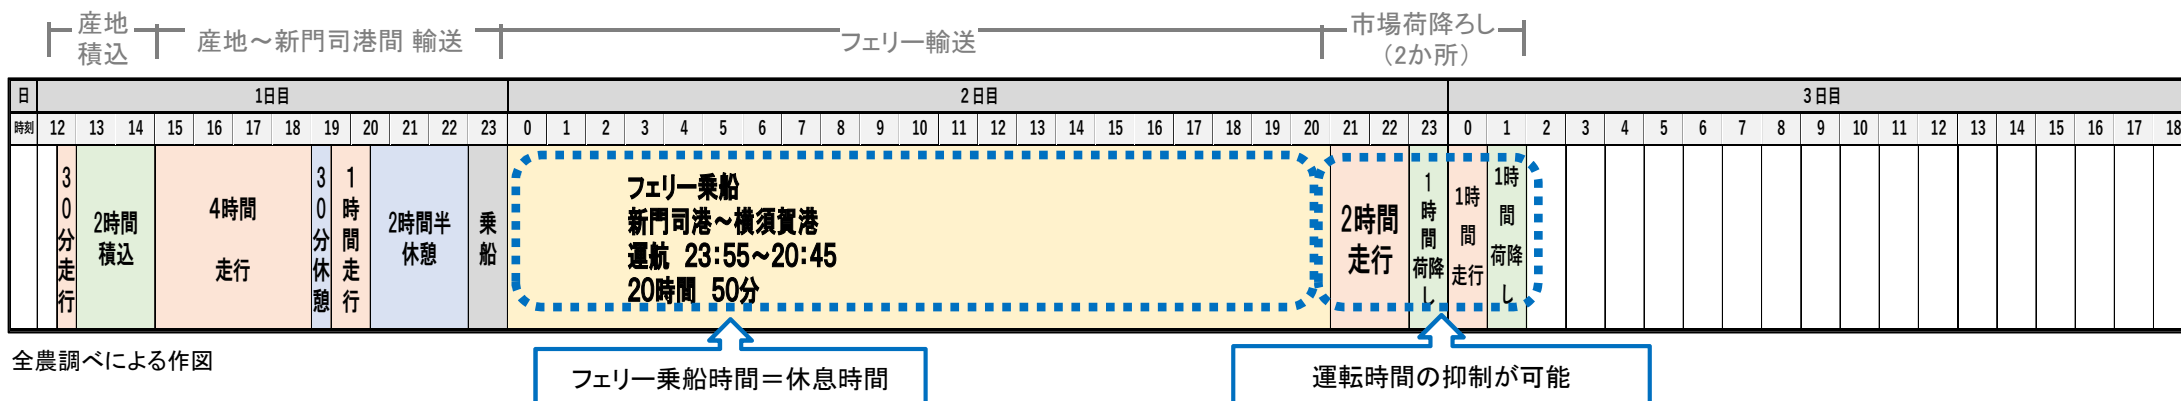 産地
積込
産地～新門司港間 輸送
フェリー輸送
市場荷降ろし
（2か所）
日 1日目 2日目 3日目
時刻 12 13 14 15 16 17 18 19 20 21 22 23 0 1 2 3 4 5 6 7 8 9 10 11 12 13 14 15 16 17 18 19 20 21 22 23 0 1 2 3 4 5 6 7 8 9 10 11 12 13 14 15 16 17 18
30分走行
2時間
積込
4時間
走行
30分休憩
1時間走行
2時間半
休憩
乗船
フェリー乗船
新門司港～横須賀港
運航 23：55～20：45
20時間 50分
2時間
走行
1時間荷降し
1時
間
走行
1時
間
荷降
し
全農調べによる作図
フェリー乗船時間＝休息時間
運転時間の抑制が可能